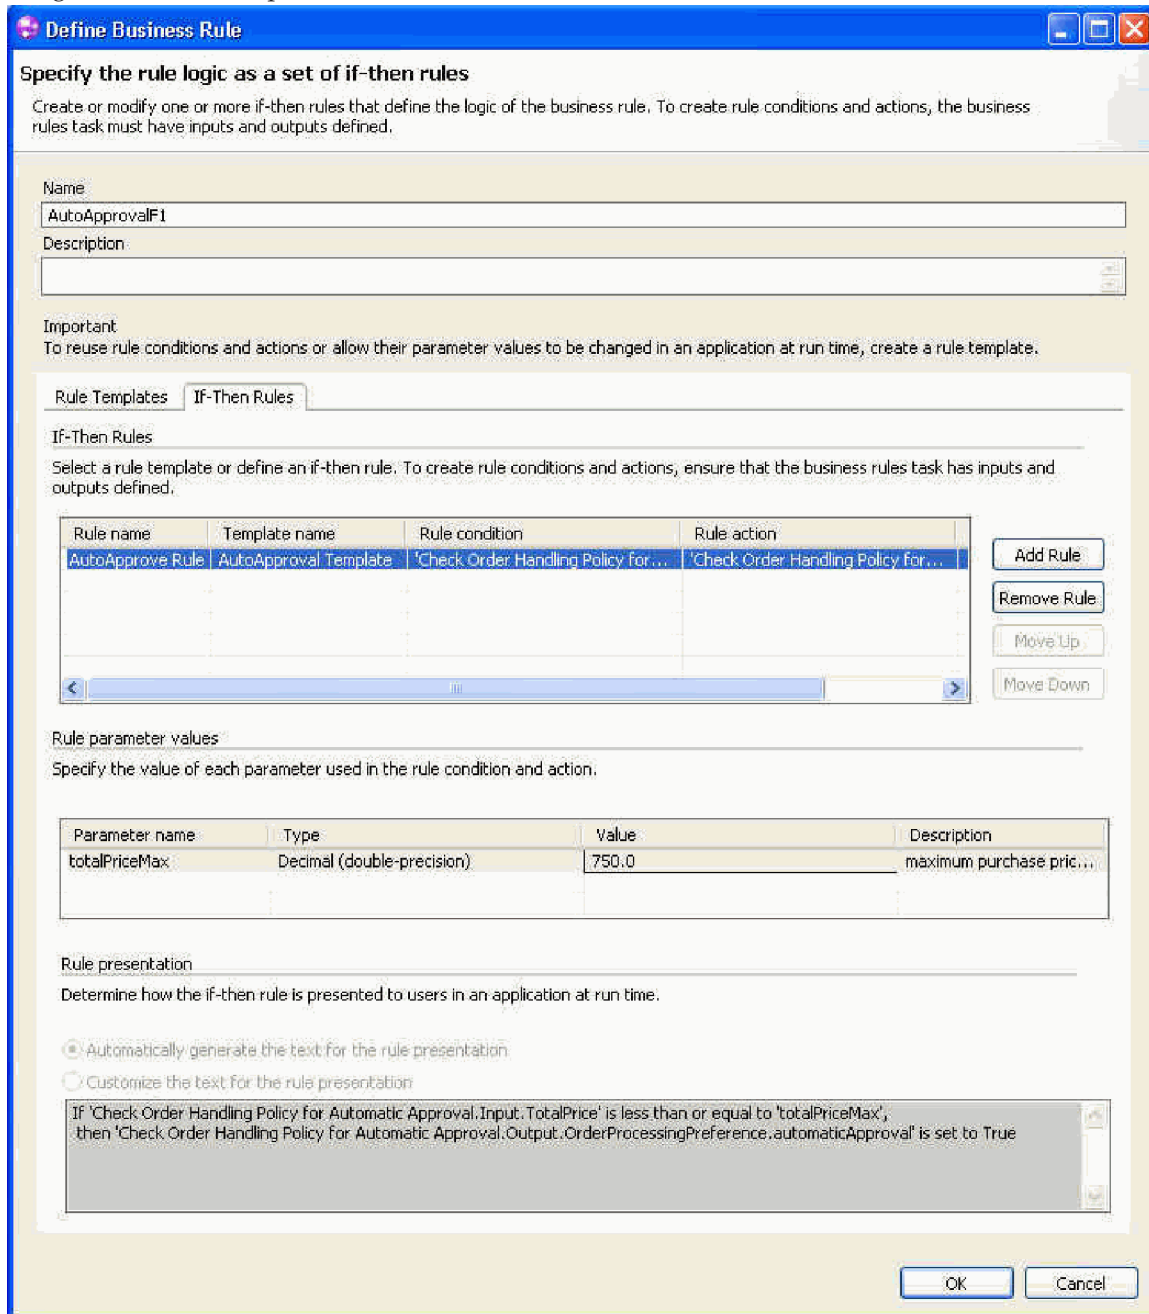 Define Business Rule
Specify the rule logic as a set of if-then rules
Create or modify one or more if-then rules that define the logic of the business rule. To create rule conditions and actions, the business
rules task must have inputs and outputs defined.
Name
AutoApprovalF1
Description
Important
To reuse rule conditions and actions or allow their parameter values to be changed in an application at run time, create a rule template.
Rule Templates If-Then Rules
If-Then Rules
Select a rule template or define an if-then rule. To create rule conditions and actions, ensure that the business rules task has inputs and
outputs defined.
Rule name Template name Rule condition Rule action
AutoApprove Rule AutoApproval Template 'Check Order Handling Policy for... 'Check Order Handling Policy for...
Add Rule
Remove Rule
Move Up
Move Down
Rule parameter values
Specify the value of each parameter used in the rule condition and action.
Parameter name Type Value Description
totalPriceMax Decimal (double-precision) 750.0 maximum purchase pric...
Rule presentation
Determine how the if-then rule is presented to users in an application at run time.
Automatically generate the text for the rule presentation
Customize the text for the rule presentation
If 'Check Order Handling Policy for Automatic Approval.Input.TotalPrice' is less than or equal to 'totalPriceMax',
then 'Check Order Handling Policy for Automatic Approval.Output.OrderProcessingPreference.automaticApproval' is set to True
OK Cancel